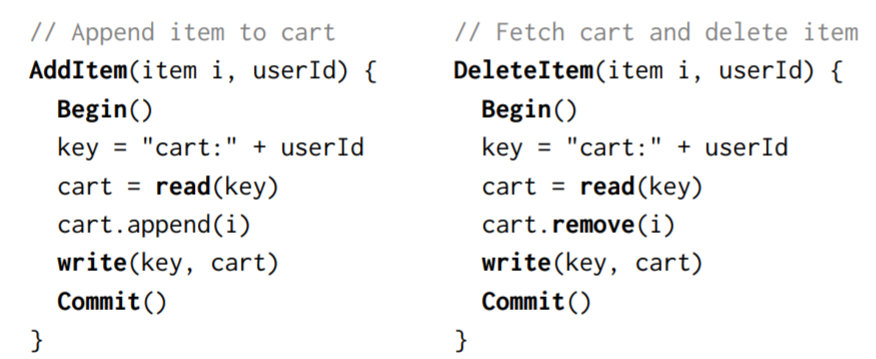 // Append item to cart
AddItem(item i, userId) {
  Begin()
  key = "cart:" + userId
  cart = read(key)
  cart.append(i)
  write(key, cart)
  Commit()
}
// Fetch cart and delete item
DeleteItem(item i, userId) {
  Begin()
  key = "cart:" + userId
  cart = read(key)
  cart.remove(i)
  write(key, cart)
  Commit()
}